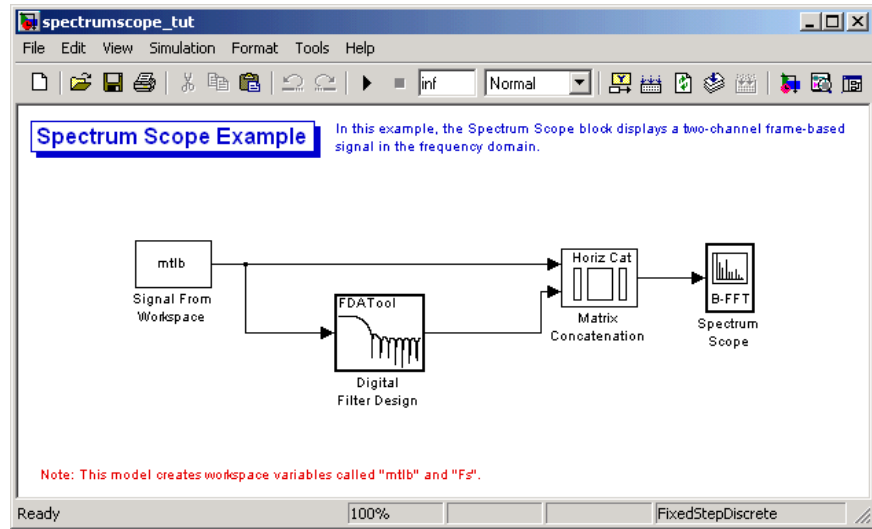 spectrumscope_tut
File Edit View Simulation Format Tools Help
inf Normal
Spectrum Scope Example
In this example, the Spectrum Scope block displays a two-channel frame-based
signal in the frequency domain.
mtlb
Signal From
Workspace
FDATool
Digital
Filter Design
Horiz Cat
Matrix
Concatenation
B-FFT
Spectrum
Scope
Note: This model creates workspace variables called "mtlb" and "Fs".
Ready 100% FixedStepDiscrete